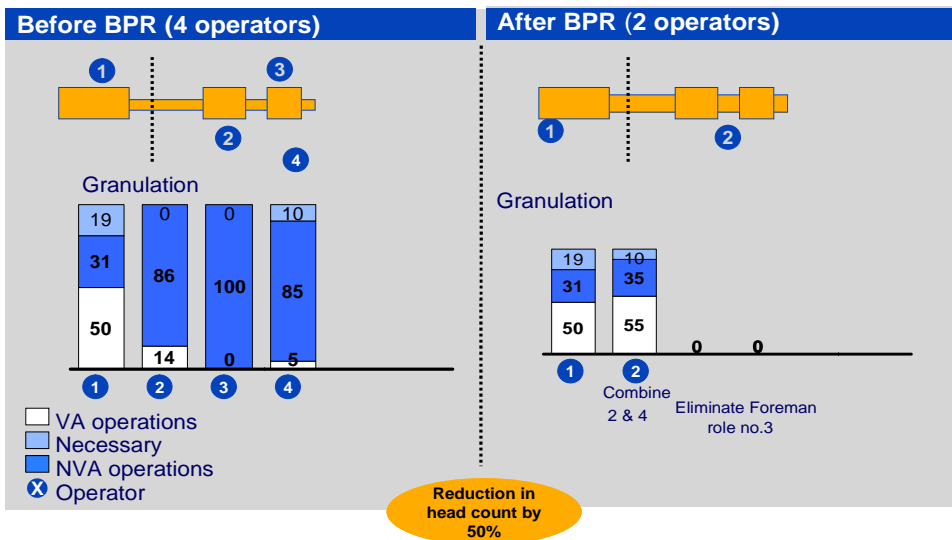 Before BPR (4 operators)
1
3
2
4
Granulation
19
31
50
0
86
14
0
100
0
10
85
5
1
2
3
4
VA operations
Necessary
NVA operations
X Operator
After BPR (2 operators)
1
2
Granulation
19
31
50
10
35
55
0
0
1
2
Combine
2 & 4
Eliminate Foreman
role no.3
Reduction in
head count by
50%